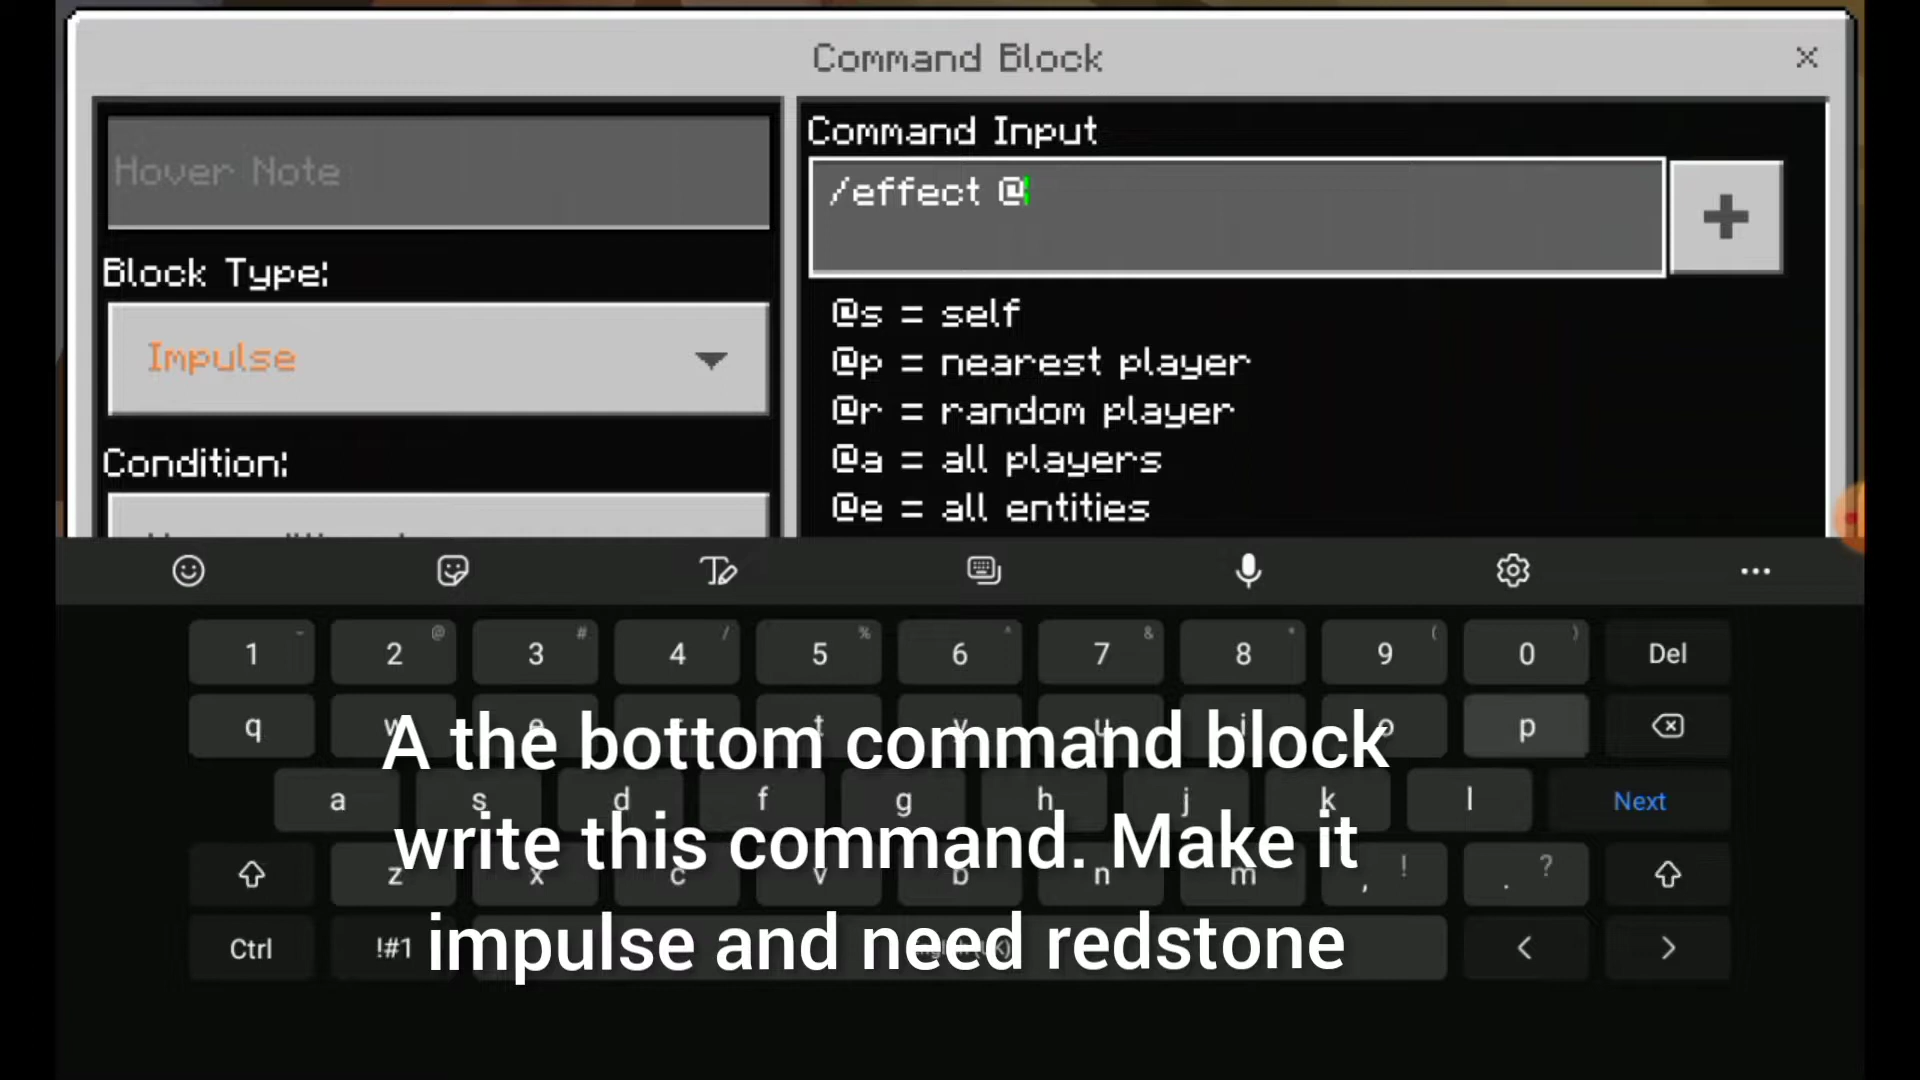 Command Block
Hover Note
Block Type:
Impulse
Condition:
Command Input
/effect @
@s = self
@p = nearest player
@r = random player
@a = all players
@e = all entities
1 2 3 4 5 6 7 8 9 0 Del
q w e r t y u i o p
a s d f g h j k l Next
z x c v b n m , ! . ?
Ctrl !#1 < >
A the bottom command block
write this command. Make it
impulse and need redstone